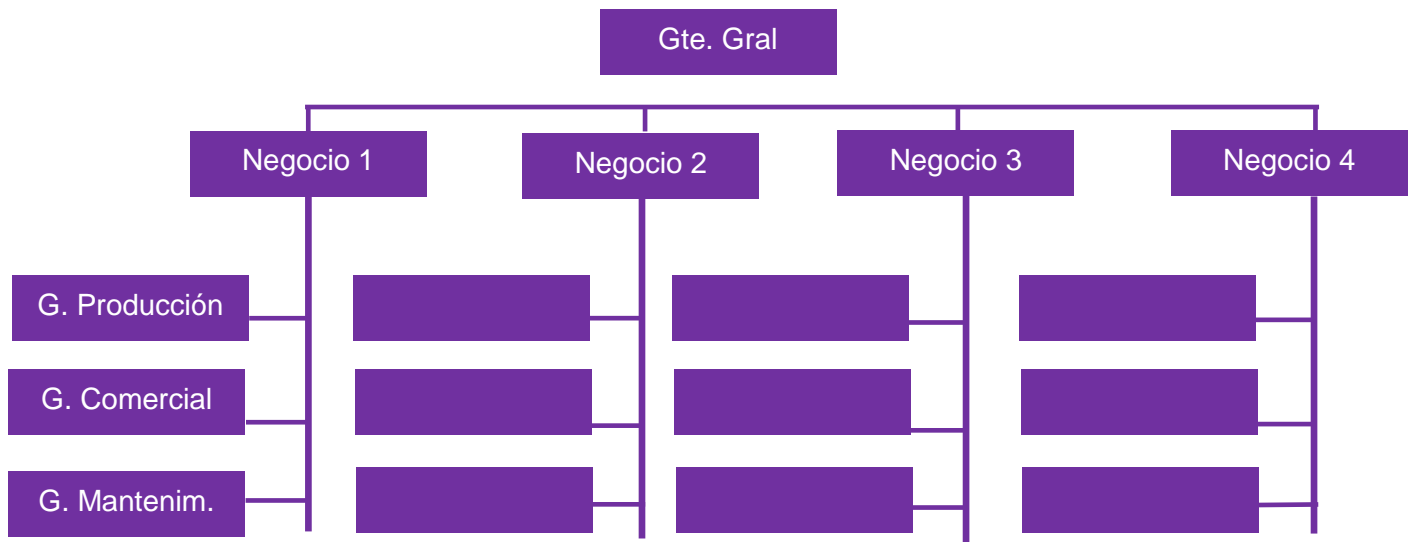 Gte. Gral
Negocio 1
Negocio 2
Negocio 3
Negocio 4
G. Producción
G. Comercial
G. Mantenim.